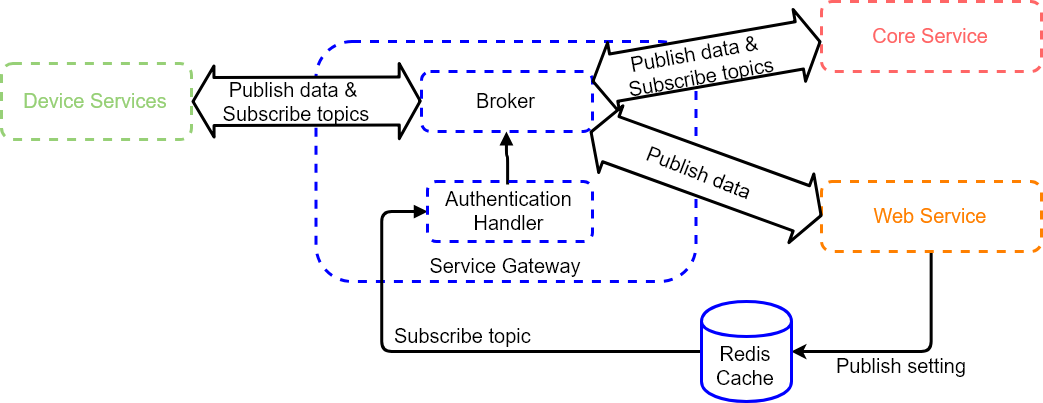 Core Service
Publish data &
Subscribe topics
Device Services
Publish data &
Subscribe topics
Broker
Publish data
Authentication
Handler
Web Service
Service Gateway
Subscribe topic
Redis
Cache
Publish setting